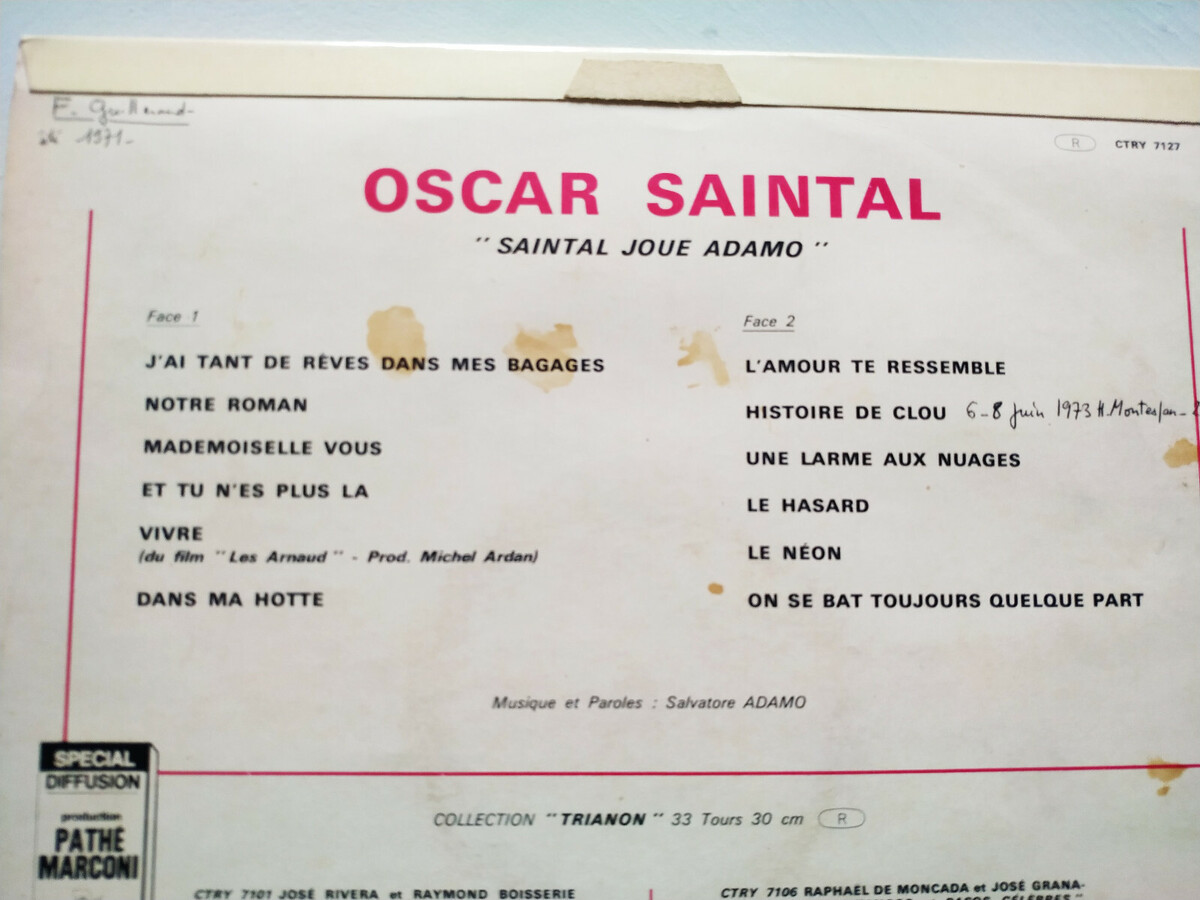 1971-
R CTRY 7127
OSCAR SAINTAL
" SAINTAL JOUE ADAMO "
Face 1
J'AI TANT DE RÊVES DANS MES BAGAGES
NOTRE ROMAN
MADEMOISELLE VOUS
ET TU N'ES PLUS LA
VIVRE
(du film " Les Arnaud " - Prod. Michel Ardan)
DANS MA HOTTE
Face 2
L'AMOUR TE RESSEMBLE
HISTOIRE DE CLOU 6-8 juin 1973
UNE LARME AUX NUAGES
LE HASARD
LE NÉON
ON SE BAT TOUJOURS QUELQUE PART
Musique et Paroles : Salvatore ADAMO
SPECIAL
DIFFUSION
production
PATHÉ
MARCONI
COLLECTION " TRIANON " 33 Tours 30 cm R
CTRY 7101 JOSÉ RIVERA et RAYMOND BOISSERIE
CTRY 7106 RAPHAËL DE MONCADA et JOSÉ GRANA-